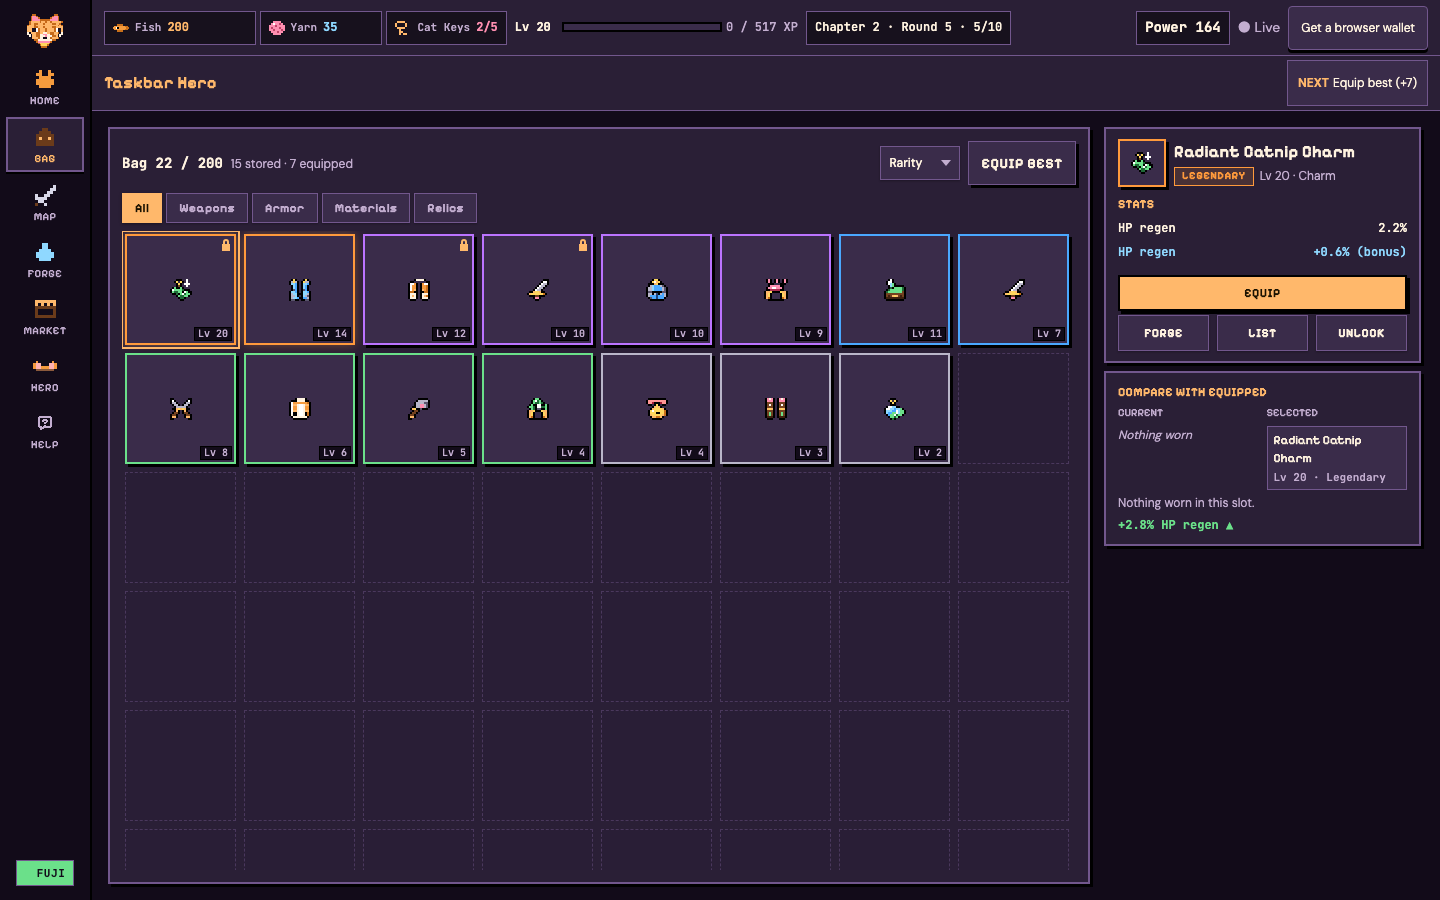 Fish 200
Yarn 35
Cat Keys 2/5
Lv 20
0 / 517 XP
Chapter 2 · Round 5 · 5/10
Power 164
Live
Get a browser wallet
Taskbar Hero
NEXT Equip best (+7)
HOME
BAG
MAP
FORGE
MARKET
HERO
HELP
FUJI
Bag 22 / 200 15 stored · 7 equipped
Rarity
EQUIP BEST
All
Weapons
Armor
Materials
Relics
Lv 20
Lv 14
Lv 12
Lv 10
Lv 10
Lv 9
Lv 11
Lv 7
Lv 8
Lv 6
Lv 5
Lv 4
Lv 4
Lv 3
Lv 2
Radiant Catnip Charm
LEGENDARY Lv 20 · Charm
STATS
HP regen 2.2%
HP regen +0.6% (bonus)
EQUIP
FORGE
LIST
UNLOCK
COMPARE WITH EQUIPPED
CURRENT
SELECTED
Nothing worn
Radiant Catnip
Charm
Lv 20 · Legendary
Nothing worn in this slot.
+2.8% HP regen ▲